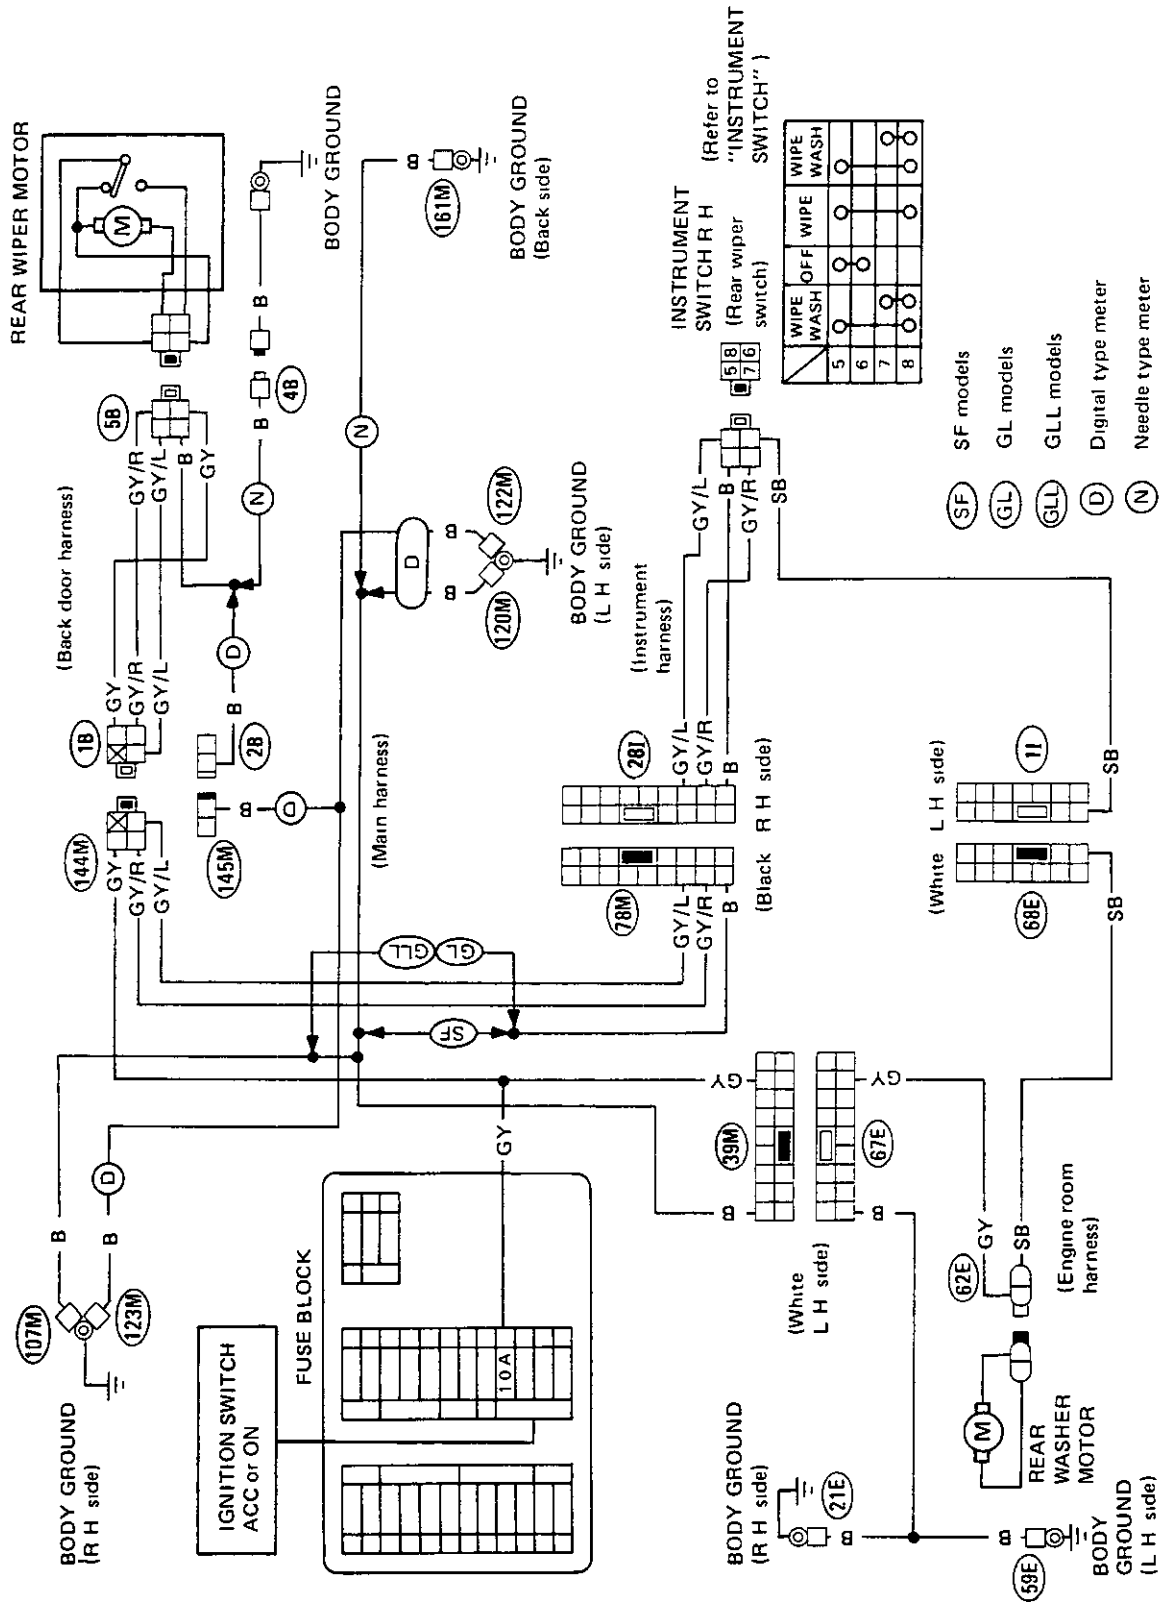 REAR WIPER MOTOR
M
BODY GROUND
5B
GY/R
GY/L
B
GY
B
4B
B
N
(Back door harness)
1B
GY
GY/R
GY/L
D
B
2B
144M
GY
GY/R
GY/L
145M
B
D
161M
B
BODY GROUND
(Back side)
N
D
B
B
122M
120M
BODY GROUND
(L H side)
(Main harness)
GLL
GL
SF
107M
B
123M
B
D
BODY GROUND
(R H side)
IGNITION SWITCH
ACC or ON
FUSE BLOCK
10A
GY
INSTRUMENT
SWITCH R H
(Rear wiper
switch)
(Refer to
"INSTRUMENT
SWITCH")
5 8
7 6
WIPE
WASH
OFF
WIPE
WIPE
WASH
5
6
7
8
GY/L
B
GY/R
SB
(Instrument
harness)
28I
GY/L
GY/R
B
(Black R H side)
78M
GY/L
GY/R
B
(White L H side)
1I
SB
68E
SB
39M
B
GY
67E
B
GY
(White
L H side)
62E
GY
SB
(Engine room
harness)
M
REAR
WASHER
MOTOR
BODY GROUND
(R H side)
21E
B
B
59E
BODY
GROUND
(L H side)
SF SF models
GL GL models
GLL GLL models
D Digital type meter
N Needle type meter